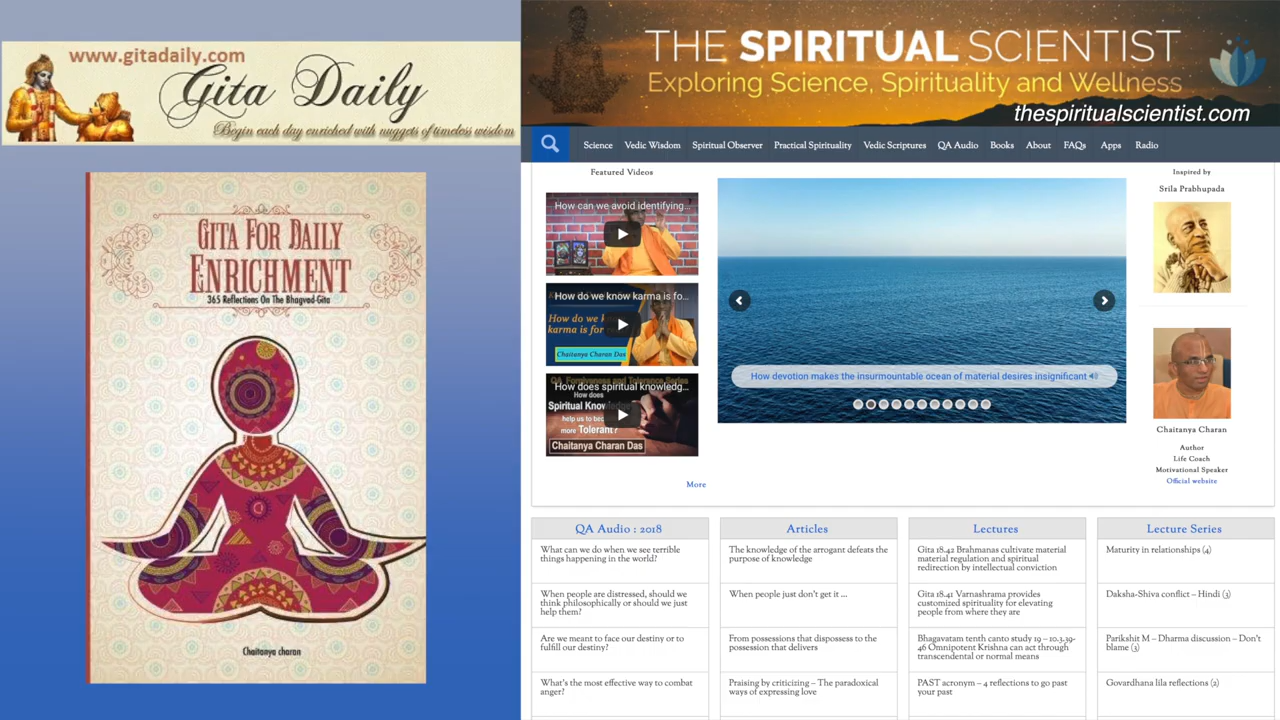 www.gitadaily.com
Gita Daily
Begin each day enriched with nuggets of timeless wisdom
GITA FOR DAILY
ENRICHMENT
365 Reflections On The Bhagvad-Gita
Chaitanya charan
THE SPIRITUAL SCIENTIST
Exploring Science, Spirituality and Wellness
thespiritualscientist.com
Science Vedic Wisdom Spiritual Observer Practical Spirituality Vedic Scriptures QA Audio Books About FAQs Apps Radio
Featured Videos
How can we avoid identifying...
How do we know karma is fo...
How do we k
karma is for
Chaitanya Charan Das
QA, Forgiveness and Tolerance Series
How does spiritual knowledg...
How does
Spiritual Know
help us to be
more Tolerant?
Chaitanya Charan Das
More
How devotion makes the insurmountable ocean of material desires insignificant
Inspired by
Srila Prabhupada
Chaitanya Charan
Author
Life Coach
Motivational Speaker
Official website
QA Audio : 2018
What can we do when we see terrible
things happening in the world?
When people are distressed, should we
think philosophically or should we just
help them?
Are we meant to face our destiny or to
fulfill our destiny?
What's the most effective way to combat
anger?
Articles
The knowledge of the arrogant defeats the
purpose of knowledge
When people just don't get it ...
From possessions that dispossess to the
possession that delivers
Praising by criticizing – The paradoxical
ways of expressing love
Lectures
Gita 18.42 Brahmanas cultivate material
material regulation and spiritual
redirection by intellectual conviction
Gita 18.41 Varnashrama provides
customized spirituality for elevating
people from where they are
Bhagavatam tenth canto study 19 – 10.3.39-
46 Omnipotent Krishna can act through
transcendental or normal means
PAST acronym – 4 reflections to go past
your past
Lecture Series
Maturity in relationships (4)
Daksha-Shiva conflict – Hindi (3)
Parikshit M – Dharma discussion – Don't
blame (3)
Govardhana lila reflections (2)